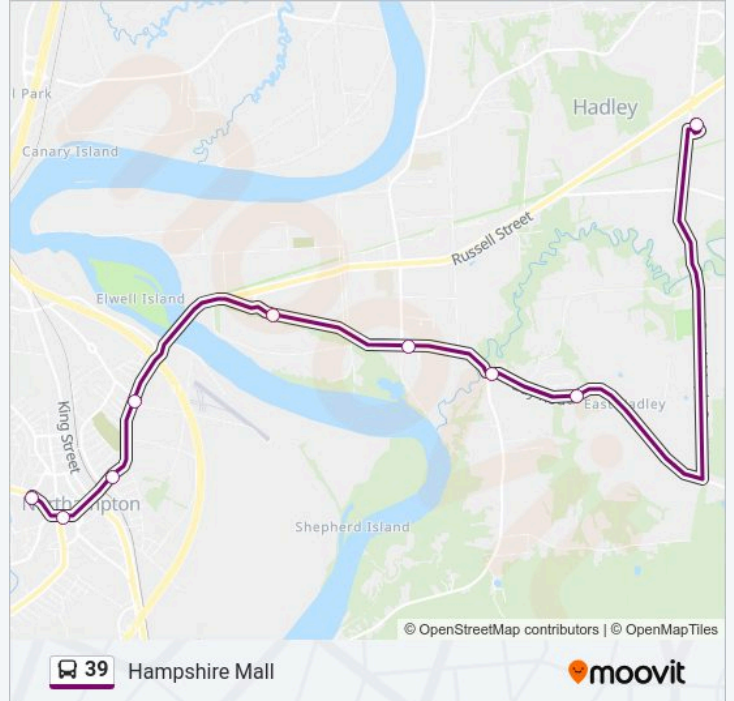 l Park
Hadley
Canary Island
Russell Street
Elwell Island
King Street
East Hadley
Northampton
Shepherd Island
© OpenStreetMap contributors | © OpenMapTiles
39 Hampshire Mall
moovit